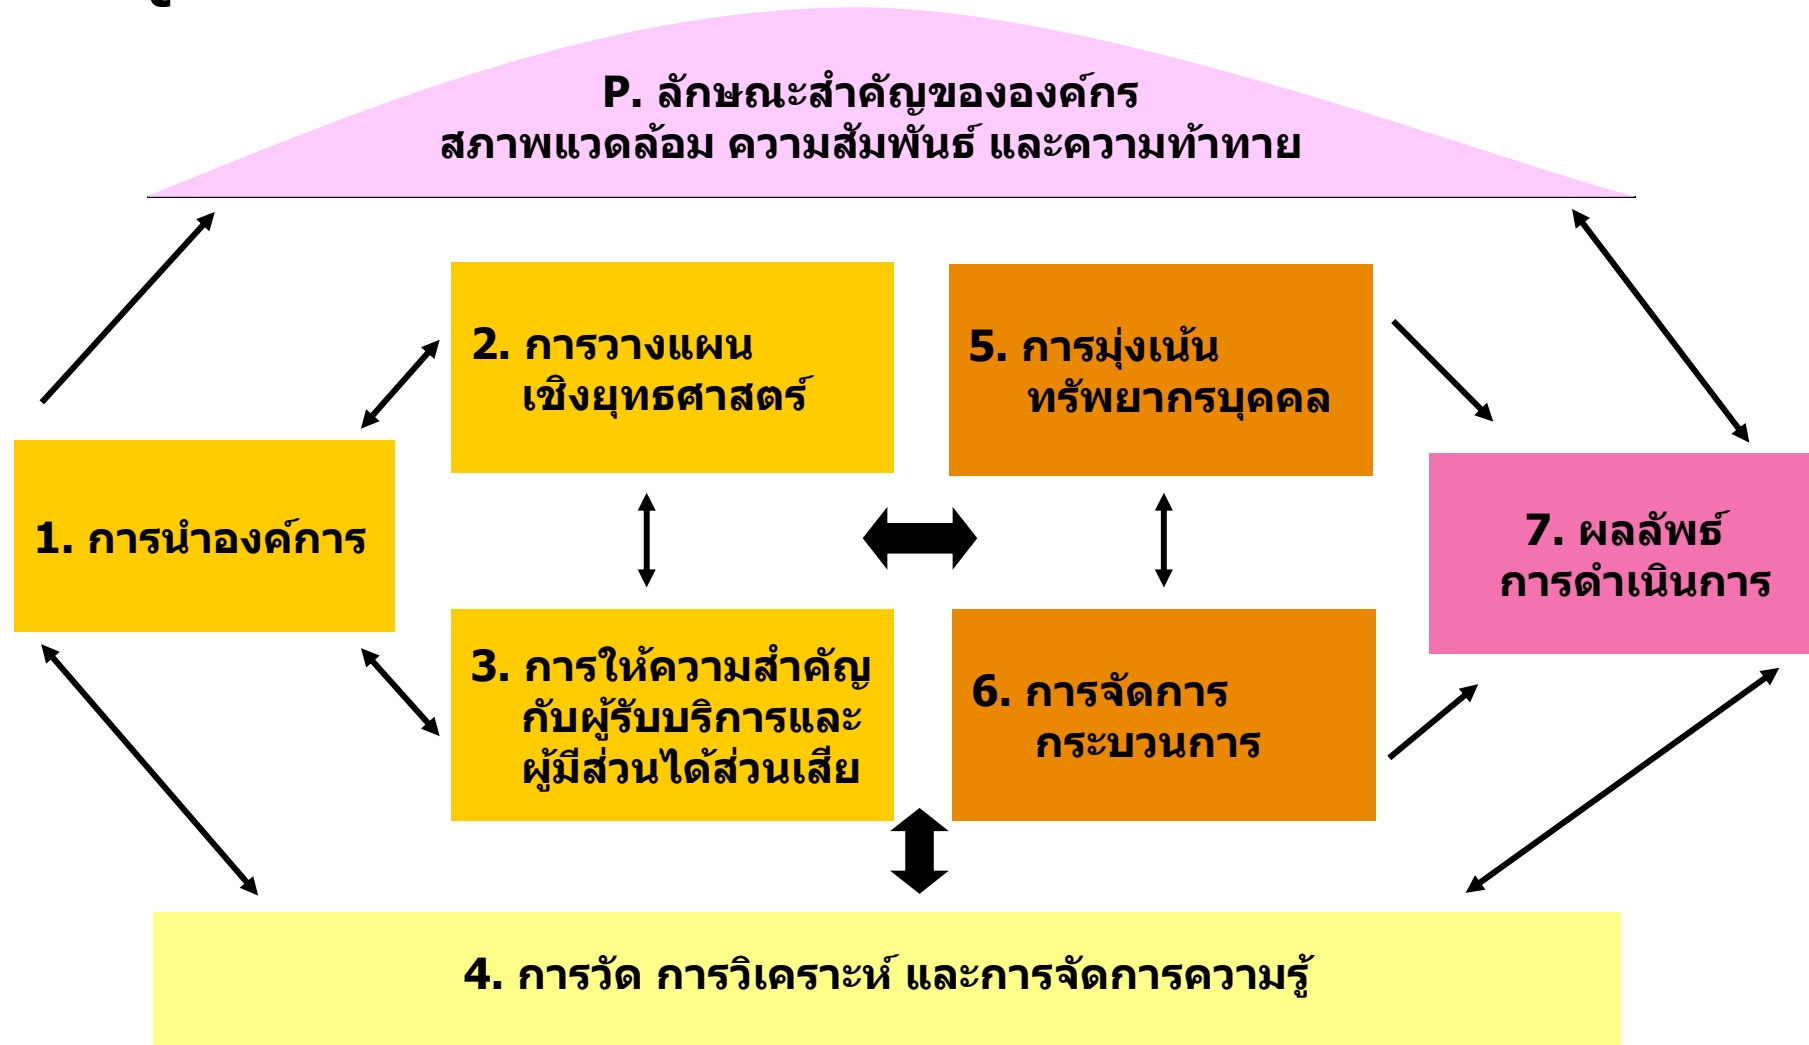 P. ลักษณะสำคัญขององค์กร
สภาพแวดล้อม ความสัมพันธ์ และความท้าทาย
2. การวางแผน
เชิงยุทธศาสตร์
5. การมุ่งเน้น
ทรัพยากรบุคคล
1. การนำองค์การ
7. ผลลัพธ์
การดำเนินการ
3. การให้ความสำคัญ
กับผู้รับบริการและ
ผู้มีส่วนได้ส่วนเสีย
6. การจัดการ
กระบวนการ
4. การวัด การวิเคราะห์ และการจัดการความรู้